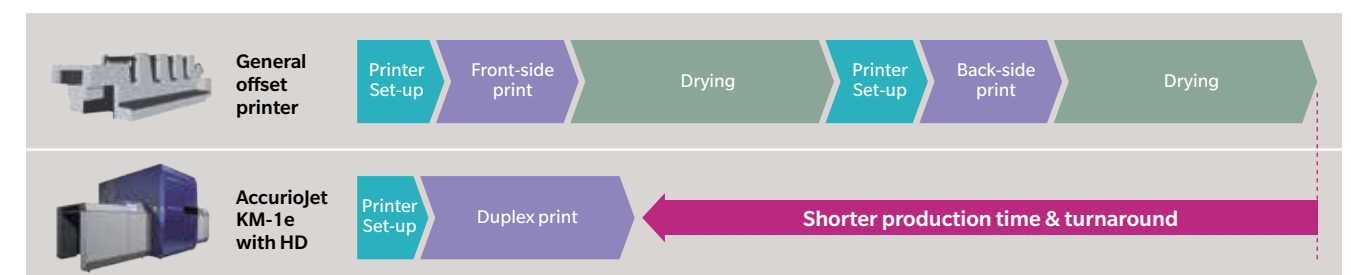 General
offset
printer
Printer
Set-up
Front-side
print
Drying
Printer
Set-up
Back-side
print
Drying
AccurioJet
KM-1e
with HD
Printer
Set-up
Duplex print
Shorter production time & turnaround